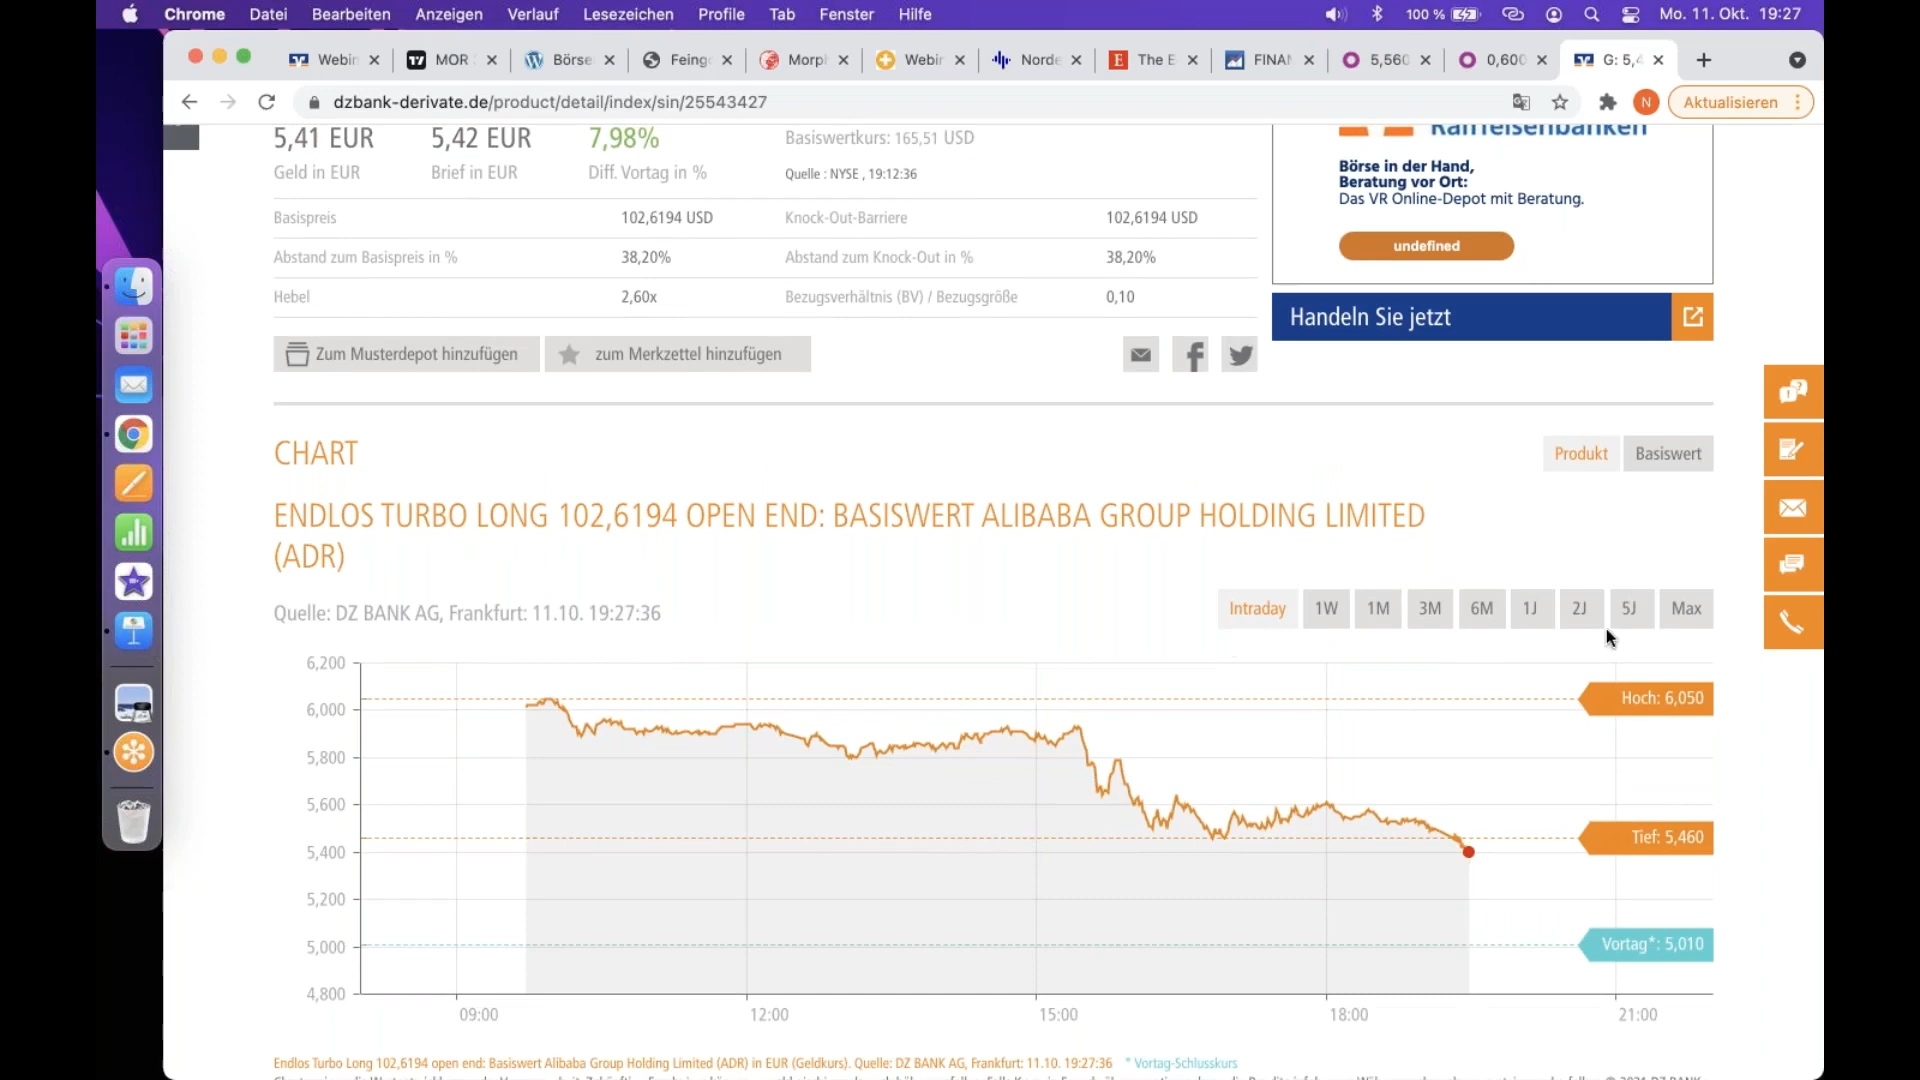 Chrome Datei Bearbeiten Anzeigen Verlauf Lesezeichen Profile Tab Fenster Hilfe 100 % Mo. 11. Okt. 19:27
Webin MOR Börse Feing Morpl Webin Norde The E FINAN 5,560 0,600 G: 5,4
dzbank-derivate.de/product/detail/index/sin/25543427 N Aktualisieren
5,41 EUR 5,42 EUR 7,98% Basiswertkurs: 165,51 USD
Geld in EUR Brief in EUR Diff. Vortag in % Quelle : NYSE , 19:12:36
Basispreis 102,6194 USD Knock-Out-Barriere 102,6194 USD
Abstand zum Basispreis in % 38,20% Abstand zum Knock-Out in % 38,20%
Hebel 2,60x Bezugsverhältnis (BV) / Bezugsgröße 0,10
Raiffeisenbanken
Börse in der Hand,
Beratung vor Ort:
Das VR Online-Depot mit Beratung.
undefined
Handeln Sie jetzt
Zum Musterdepot hinzufügen zum Merkzettel hinzufügen
CHART
Produkt Basiswert
ENDLOS TURBO LONG 102,6194 OPEN END: BASISWERT ALIBABA GROUP HOLDING LIMITED
(ADR)
Quelle: DZ BANK AG, Frankfurt: 11.10. 19:27:36
Intraday 1W 1M 3M 6M 1J 2J 5J Max
6,200
Hoch: 6,050
6,000
5,800
5,600
Tief: 5,460
5,400
5,200
Vortag*: 5,010
5,000
4,800
09:00 12:00 15:00 18:00 21:00
Endlos Turbo Long 102,6194 open end: Basiswert Alibaba Group Holding Limited (ADR) in EUR (Geldkurs). Quelle: DZ BANK AG, Frankfurt: 11.10. 19:27:36 * Vortag-Schlusskurs